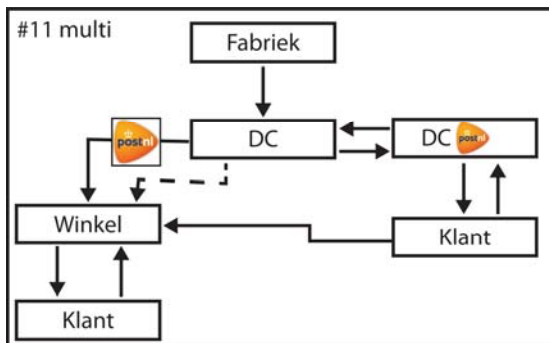 #11 multi
Fabriek
postnl
DC
DC postnl
Winkel
Klant
Klant